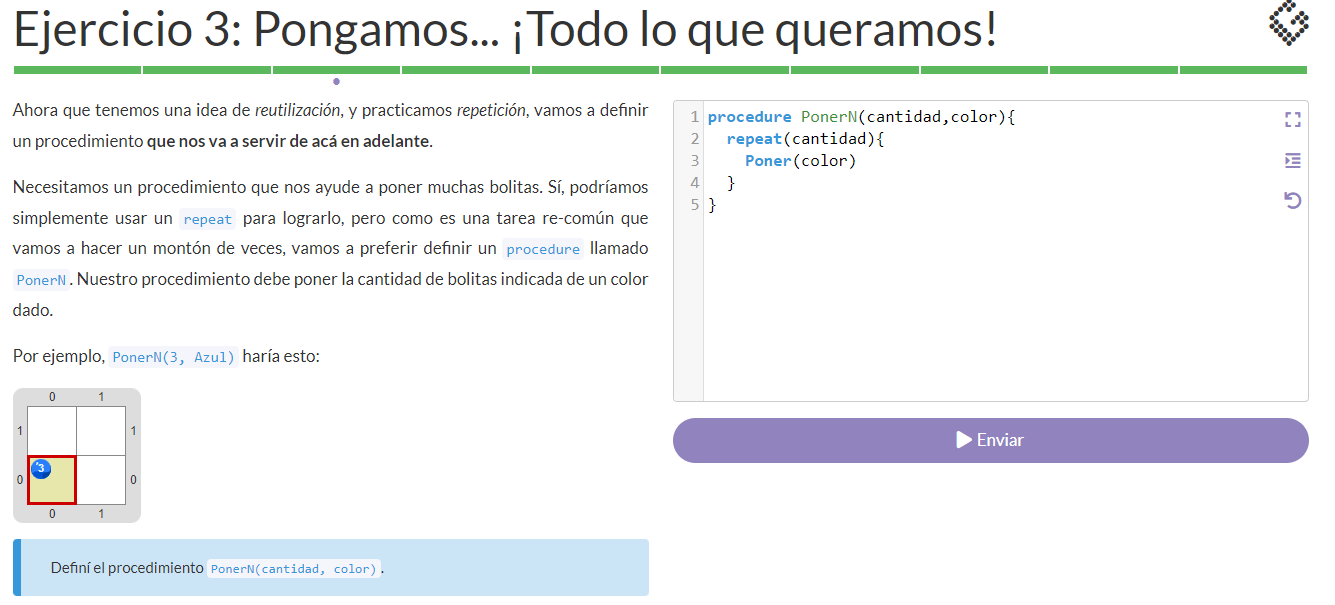 Ejercicio 3: Pongamos... ¡Todo lo que queramos!
Ahora que tenemos una idea de reutilización, y practicamos repetición, vamos a definir
un procedimiento que nos va a servir de acá en adelante.
Necesitamos un procedimiento que nos ayude a poner muchas bolitas. Sí, podríamos
simplemente usar un repeat para lograrlo, pero como es una tarea re-común que
vamos a hacer un montón de veces, vamos a preferir definir un procedure llamado
PonerN. Nuestro procedimiento debe poner la cantidad de bolitas indicada de un color
dado.
Por ejemplo, PonerN(3, Azul) haría esto:
0 1
1 1
3
0 0
0 1
Definí el procedimiento PonerN(cantidad, color).
1 procedure PonerN(cantidad,color){
2 repeat(cantidad){
3 Poner(color)
4 }
5 }
Enviar